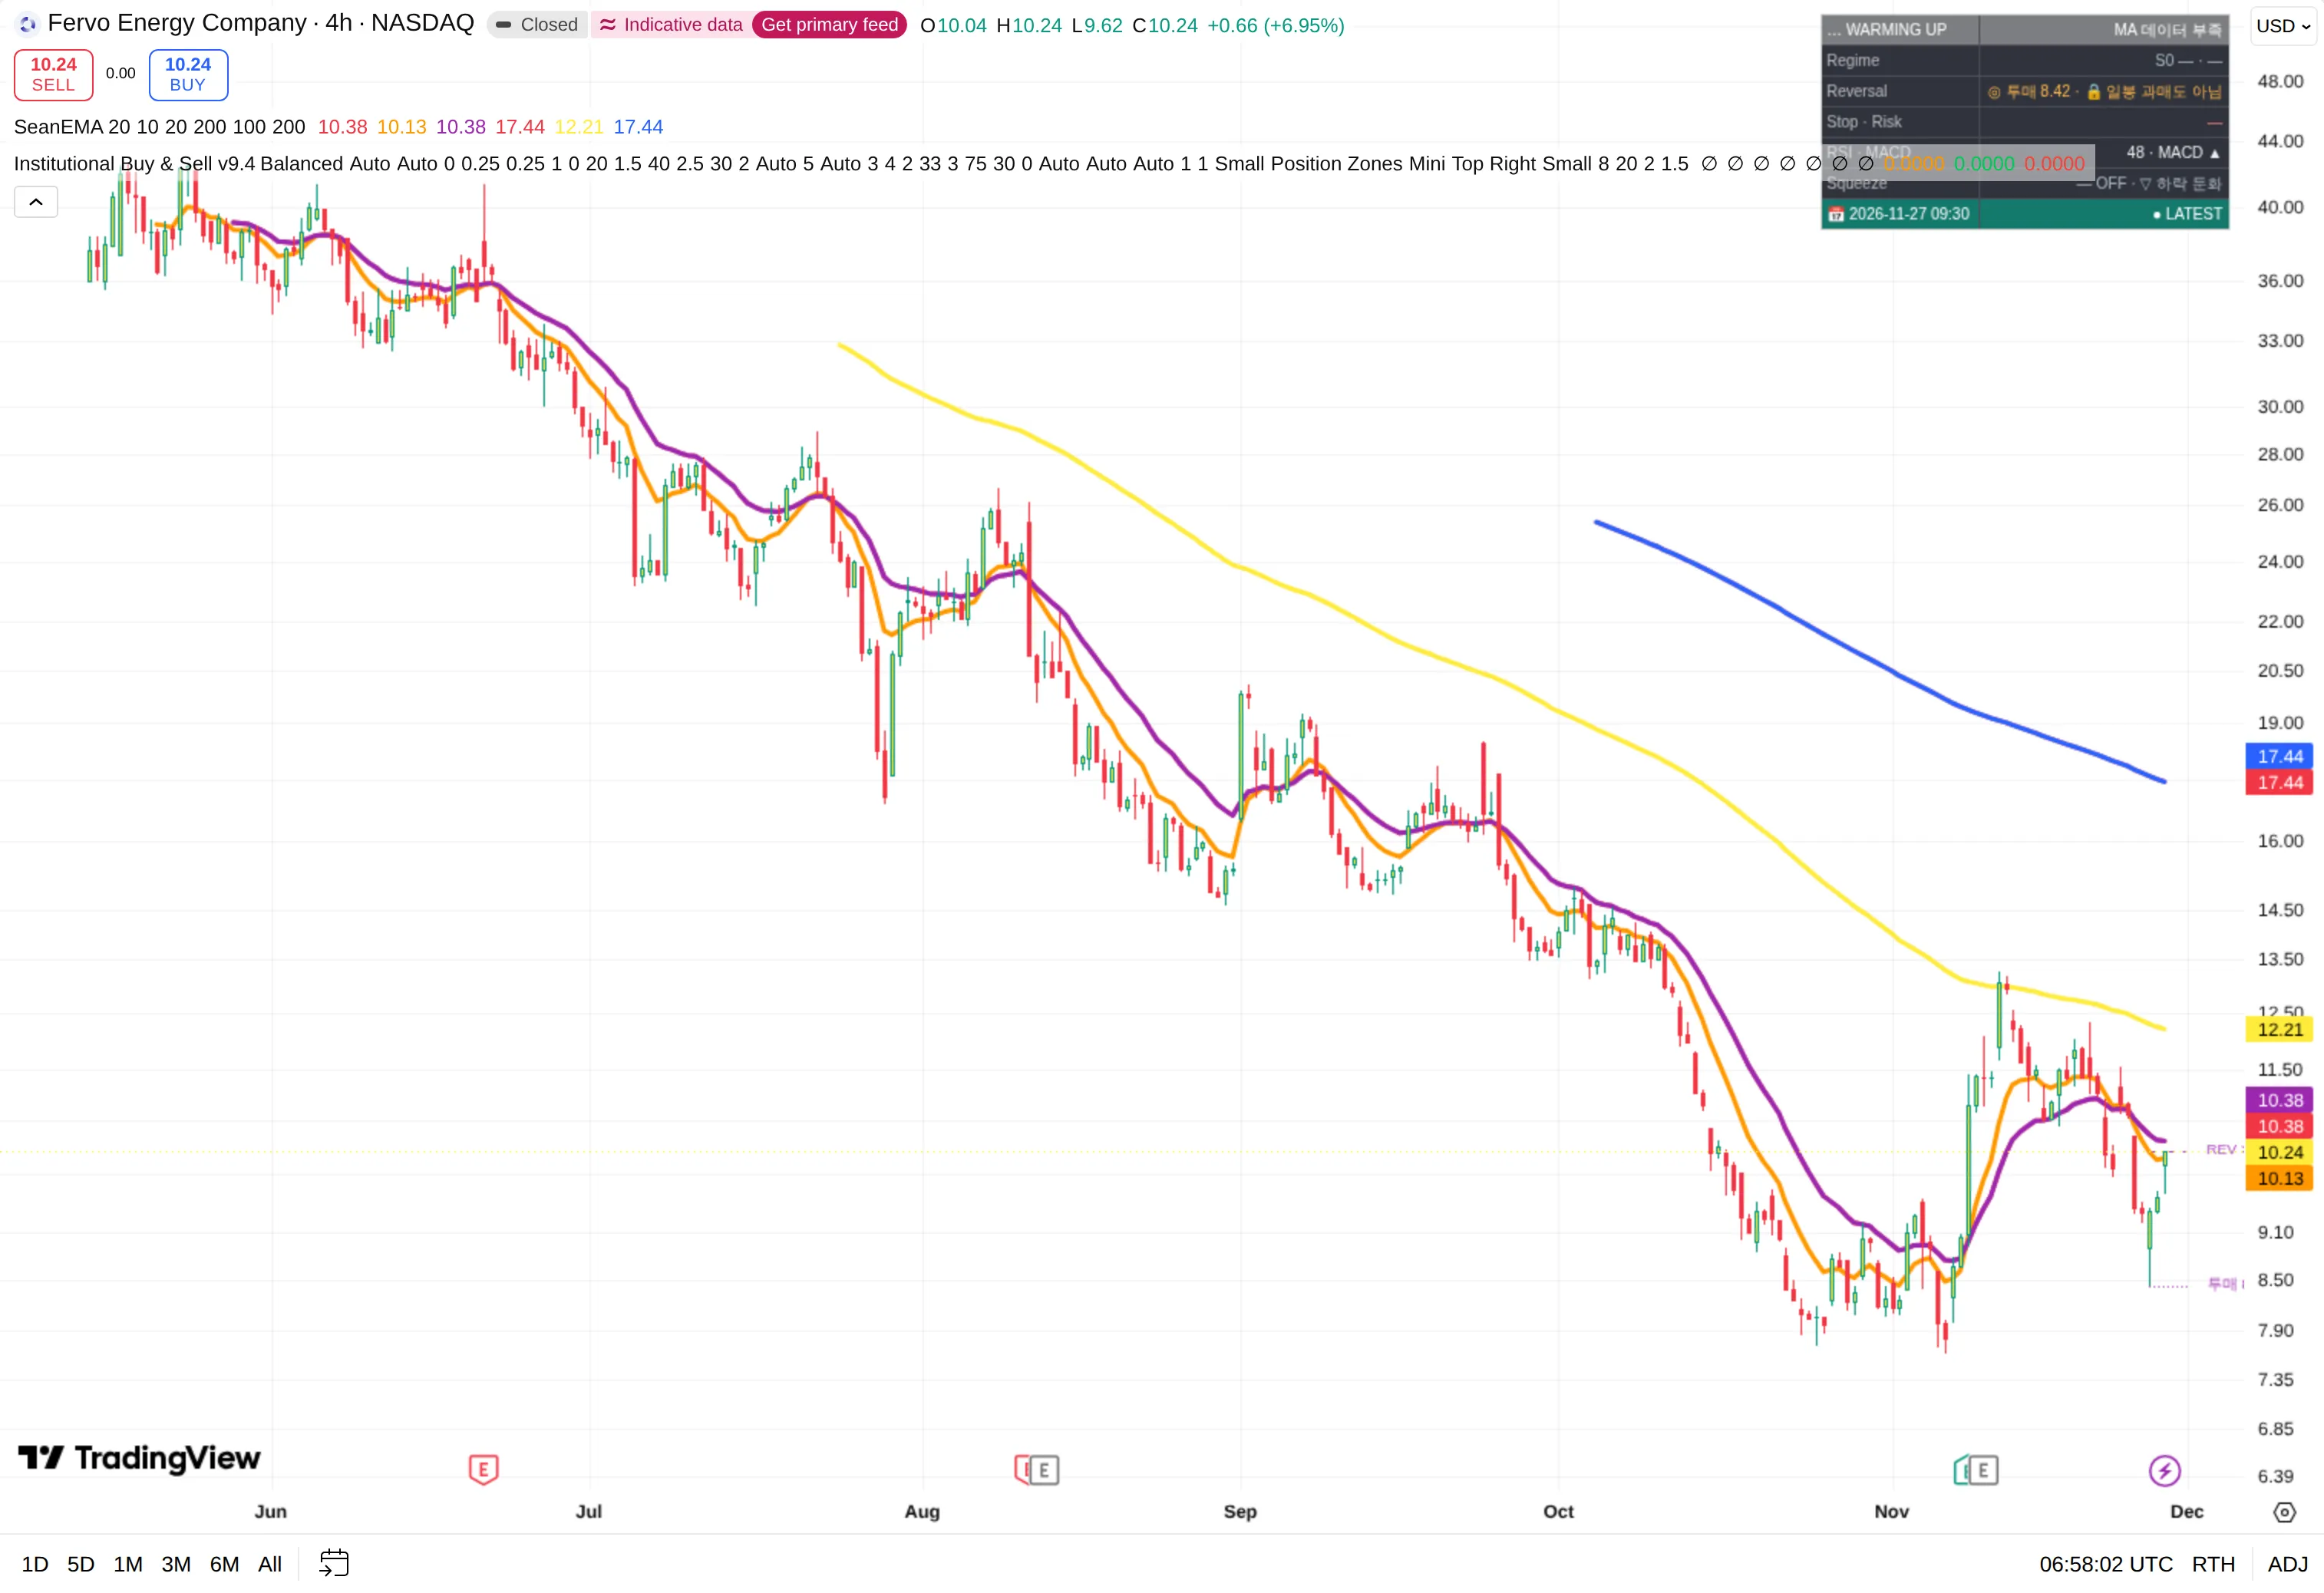 Fervo Energy Company · 4h · NASDAQ Closed Indicative data Get primary feed O10.04 H10.24 L9.62 C10.24 +0.66 (+6.95%)
USD
10.24 SELL
0.00
10.24 BUY
SeanEMA 20 10 20 200 100 200 10.38 10.13 10.38 17.44 12.21 17.44
Institutional Buy & Sell v9.4 Balanced Auto Auto 0 0.25 0.25 1 0 20 1.5 40 2.5 30 2 Auto 5 Auto 3 4 2 33 3 75 30 0 Auto Auto Auto 1 1 Small Position Zones Mini Top Right Small 8 20 2 1.5 ∅ ∅ ∅ ∅ ∅ ∅ ∅ 0.0000 0.0000 0.0000
... WARMING UP MA 데이터 부족
Regime S0 — · —
Reversal ◎ 투매 8.42 · 🔒 일봉 과매도 아님
Stop · Risk —
RSI · MACD 48 · MACD ▲
Squeeze — OFF · ▽ 하락 둔화
📅 2026-11-27 09:30 ● LATEST
48.00
44.00
40.00
36.00
33.00
30.00
28.00
26.00
24.00
22.00
20.50
19.00
17.44
17.44
16.00
14.50
13.50
12.50
12.21
11.50
10.38
10.38
REV
10.24
10.13
9.10
투매
8.50
7.90
7.35
6.85
6.39
TradingView
E
E
E
Jun Jul Aug Sep Oct Nov Dec
1D 5D 1M 3M 6M All
06:58:02 UTC RTH ADJ